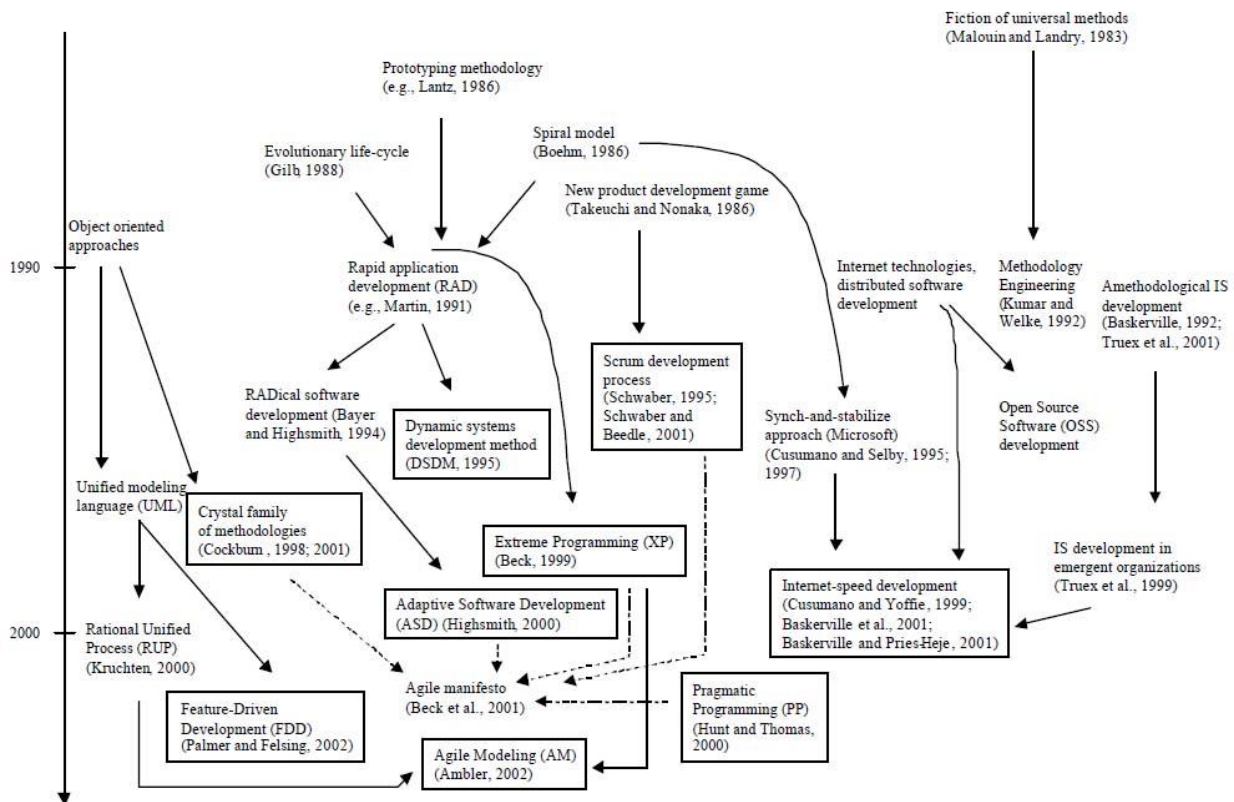 Fiction of universal methods
(Malouin and Landry, 1983)
Prototyping methodology
(e.g., Lantz, 1986)
Spiral model
(Boehm, 1986)
Evolutionary life-cycle
(Gilb, 1988)
New product development game
(Takeuchi and Nonaka, 1986)
Object oriented
approaches
1990
Rapid application
development (RAD)
(e.g., Martin, 1991)
Internet technologies,
distributed software
development
Methodology
Engineering
(Kumar and
Welke, 1992)
Amethodological IS
development
(Baskerville, 1992;
Truex et al., 2001)
Scrum development
process
(Schwaber, 1995;
Schwaber and
Beedle, 2001)
RADical software
development (Bayer
and Highsmith, 1994)
Dynamic systems
development method
(DSDM, 1995)
Synch-and-stabilize
approach (Microsoft)
(Cusumano and Selby, 1995;
1997)
Open Source
Software (OSS)
development
Unified modeling
language (UML)
Crystal family
of methodologies
(Cockburn, 1998; 2001)
Extreme Programming (XP)
(Beck, 1999)
IS development in
emergent organizations
(Truex et al., 1999)
Internet-speed development
(Cusumano and Yoffie, 1999;
Baskerville et al., 2001;
Baskerville and Pries-Heje, 2001)
Adaptive Software Development
(ASD) (Highsmith, 2000)
2000
Rational Unified
Process (RUP)
(Kruchten, 2000)
Agile manifesto
(Beck et al., 2001)
Pragmatic
Programming (PP)
(Hunt and Thomas,
2000)
Feature-Driven
Development (FDD)
(Palmer and Felsing, 2002)
Agile Modeling (AM)
(Ambler, 2002)